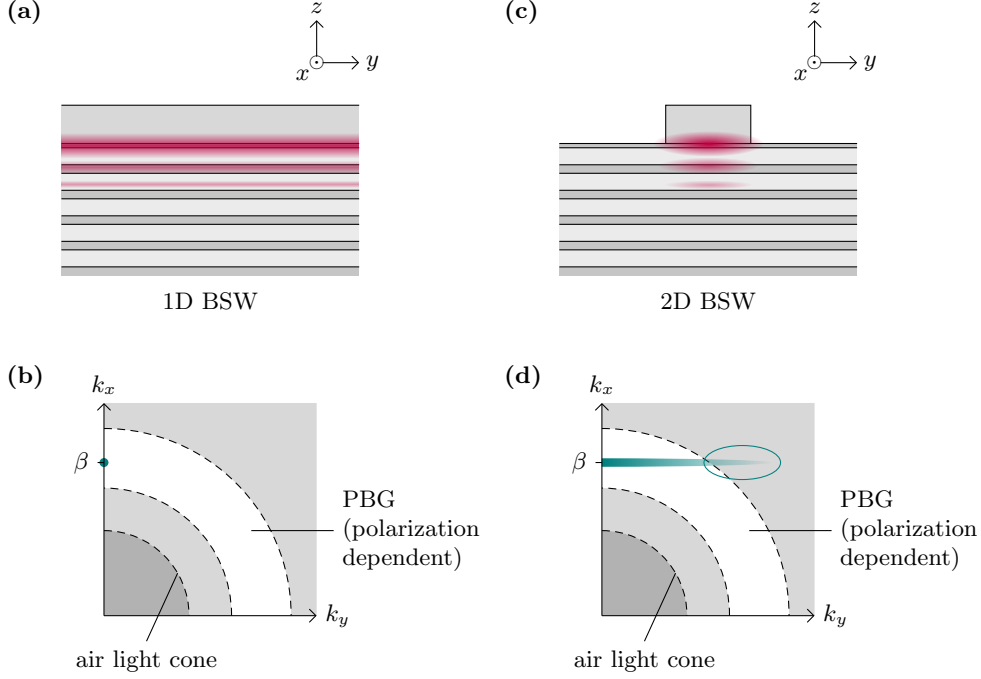 (a)
z
x
y
1D BSW
(c)
z
x
y
2D BSW
(b)
k_x
β
PBG
(polarization
dependent)
k_y
air light cone
(d)
k_x
β
PBG
(polarization
dependent)
k_y
air light cone